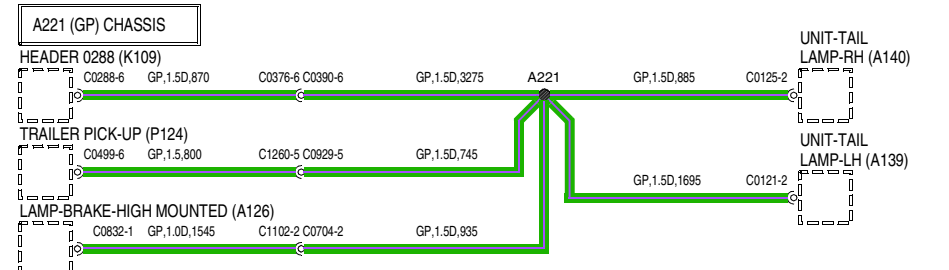 A221 (GP) CHASSIS
HEADER 0288 (K109)
C0288-6 GP,1.5D,870 C0376-6 C0390-6 GP,1.5D,3275 A221 GP,1.5D,885 C0125-2
UNIT-TAIL
LAMP-RH (A140)
TRAILER PICK-UP (P124)
C0499-6 GP,1.5,800 C1260-5 C0929-5 GP,1.5D,745
UNIT-TAIL
LAMP-LH (A139)
GP,1.5D,1695 C0121-2
LAMP-BRAKE-HIGH MOUNTED (A126)
C0832-1 GP,1.0D,1545 C1102-2 C0704-2 GP,1.5D,935